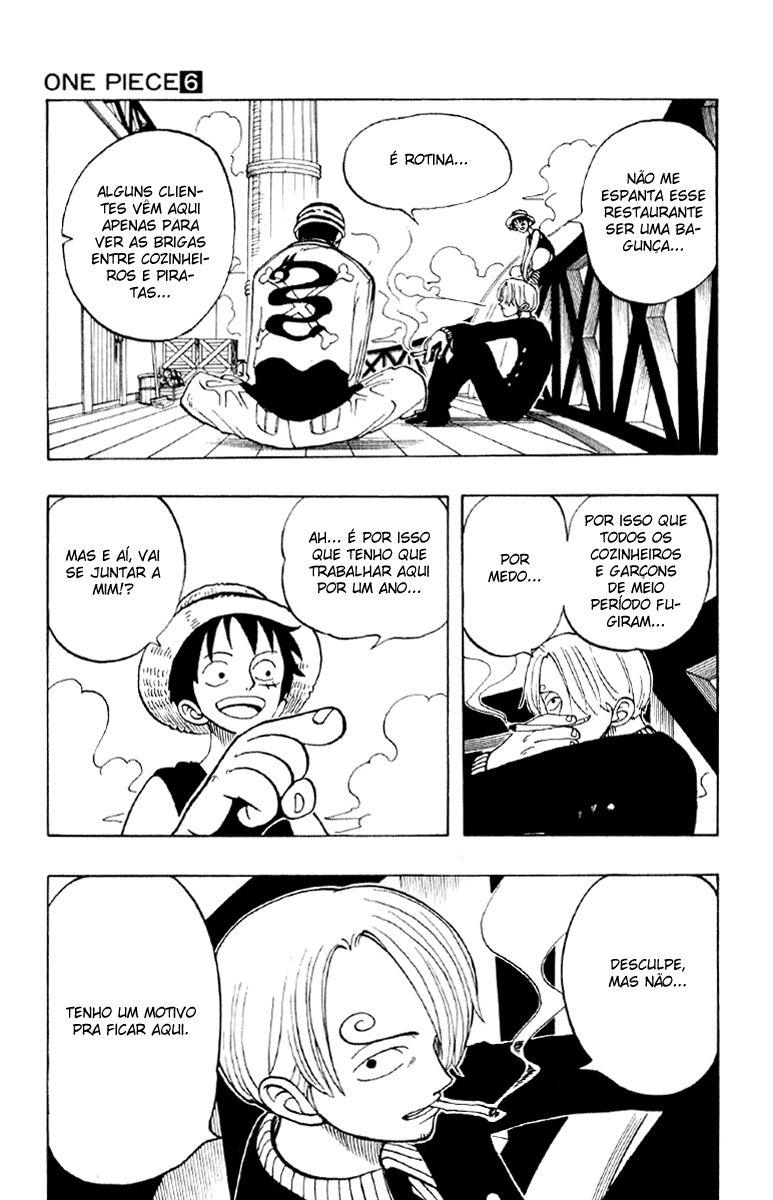 ONE PIECE 6
NÃO ME
ESPANTA ESSE
RESTAURANTE
SER UMA BA-
GUNÇA...
É ROTINA...
ALGUNS CLIEN-
TES VÊM AQUI
APENAS PARA
VER AS BRIGAS
ENTRE COZINHEI-
ROS E PIRA-
TAS...
POR ISSO QUE
TODOS OS
COZINHEIROS
E GARÇONS
DE MEIO
PERÍODO FU-
GIRAM...
POR
MEDO...
AH... É POR ISSO
QUE TENHO QUE
TRABALHAR AQUI
POR UM ANO...
MAS E AÍ, VAI
SE JUNTAR A
MIM!?
DESCULPE,
MAS NÃO...
TENHO UM MOTIVO
PRA FICAR AQUI.